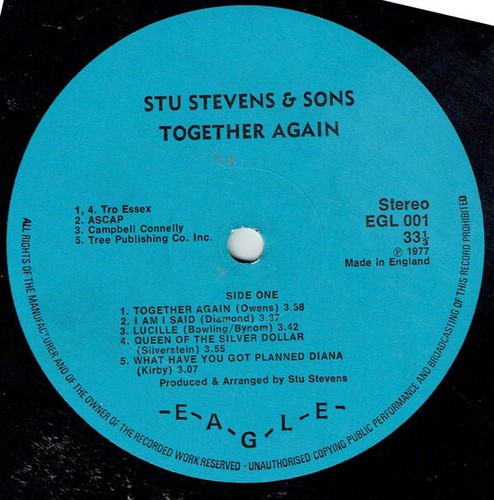 STU STEVENS & SONS
TOGETHER AGAIN
1, 4. Tro Essex
2. ASCAP
3. Campbell Connelly
5. Tree Publishing Co. Inc.
Stereo
EGL 001
33⅓
℗ 1977
Made in England
SIDE ONE
1. TOGETHER AGAIN (Owens) 3.58
2. I AM I SAID (Diamond) 3.37
3. LUCILLE (Bowling/Bynom) 3.42
4. QUEEN OF THE SILVER DOLLAR
(Silverstein) 3.55
5. WHAT HAVE YOU GOT PLANNED DIANA
(Kirby) 3.07
Produced & Arranged by Stu Stevens
-E-A-G-L-E-
ALL RIGHTS OF THE MANUFACTURER AND OF THE OWNER OF THE RECORDED WORK RESERVED - UNAUTHORISED COPYING PUBLIC PERFORMANCE AND BROADCASTING OF THIS RECORD PROHIBITED